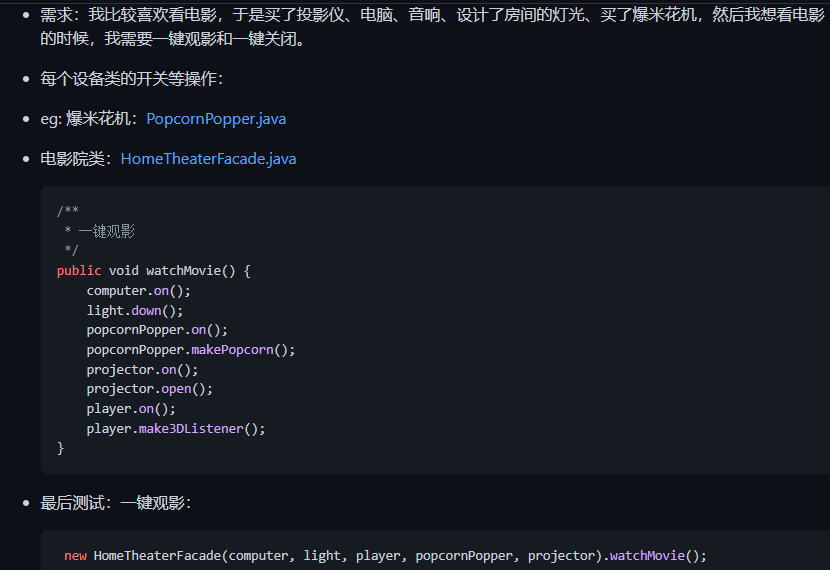 需求：我比较喜欢看电影，于是买了投影仪、电脑、音响、设计了房间的灯光、买了爆米花机，然后我想看电影
的时候，我需要一键观影和一键关闭。
每个设备类的开关等操作：
eg: 爆米花机：PopcornPopper.java
电影院类：HomeTheaterFacade.java
/**
 * 一键观影
 */
public void watchMovie() {
    computer.on();
    light.down();
    popcornPopper.on();
    popcornPopper.makePopcorn();
    projector.on();
    projector.open();
    player.on();
    player.make3DListener();
}
最后测试：一键观影：
new HomeTheaterFacade(computer, light, player, popcornPopper, projector).watchMovie();